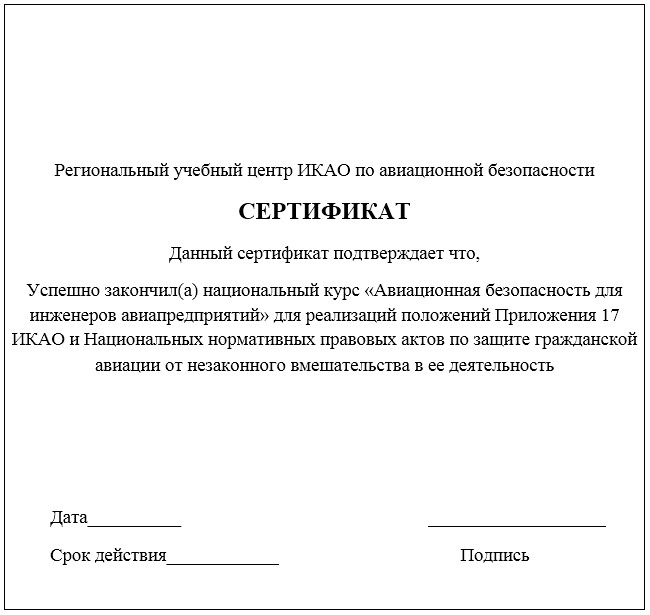 Региональный учебный центр ИКАО по авиационной безопасности
СЕРТИФИКАТ
Данный сертификат подтверждает что,
Успешно закончил(а) национальный курс «Авиационная безопасность для
инженеров авиапредприятий» для реализаций положений Приложения 17
ИКАО и Национальных нормативных правовых актов по защите гражданской
авиации от незаконного вмешательства в ее деятельность
Дата__________ ___________________
Срок действия____________ Подпись